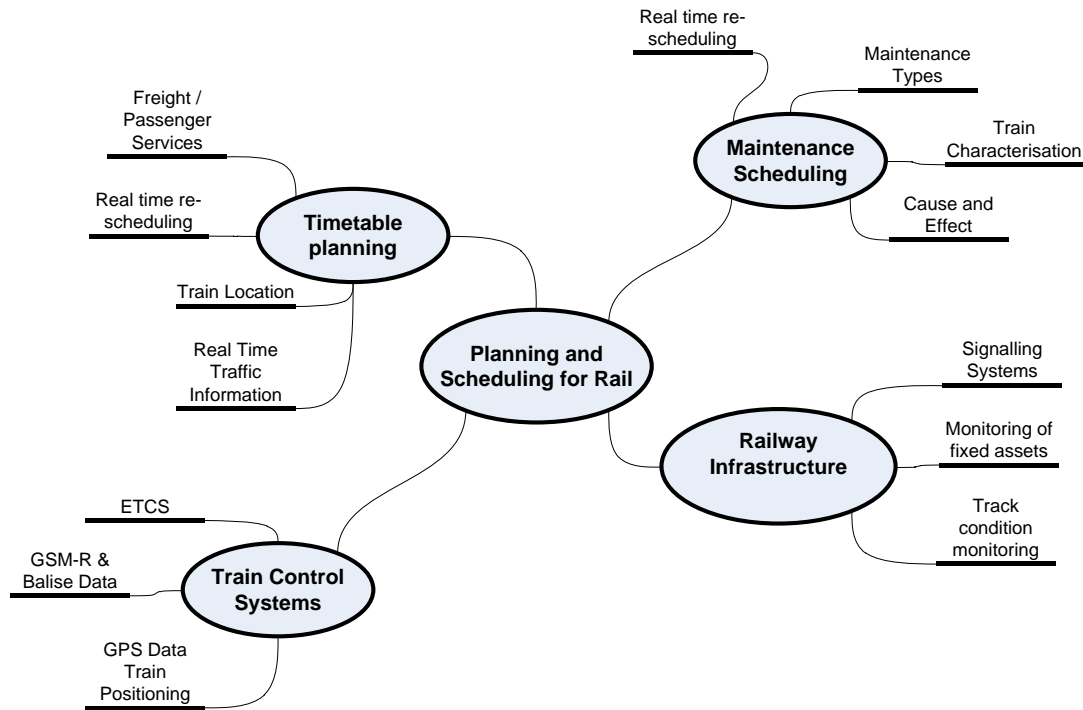 Real time re-
scheduling
Maintenance
Types
Train
Characterisation
Cause and
Effect
Maintenance
Scheduling
Freight /
Passenger
Services
Real time re-
scheduling
Train Location
Real Time
Traffic
Information
Timetable
planning
Planning and
Scheduling for Rail
Signalling
Systems
Monitoring of
fixed assets
Track
condition
monitoring
Railway
Infrastructure
ETCS
GSM-R &
Balise Data
GPS Data
Train
Positioning
Train Control
Systems